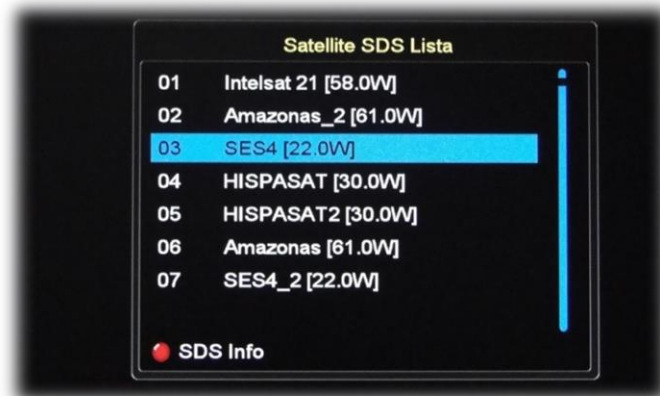 Satellite SDS Lista
01 Intelsat 21 [58.0W]
02 Amazonas_2 [61.0W]
03 SES4 [22.0W]
04 HISPASAT [30.0W]
05 HISPASAT2 [30.0W]
06 Amazonas [61.0W]
07 SES4_2 [22.0W]
SDS Info